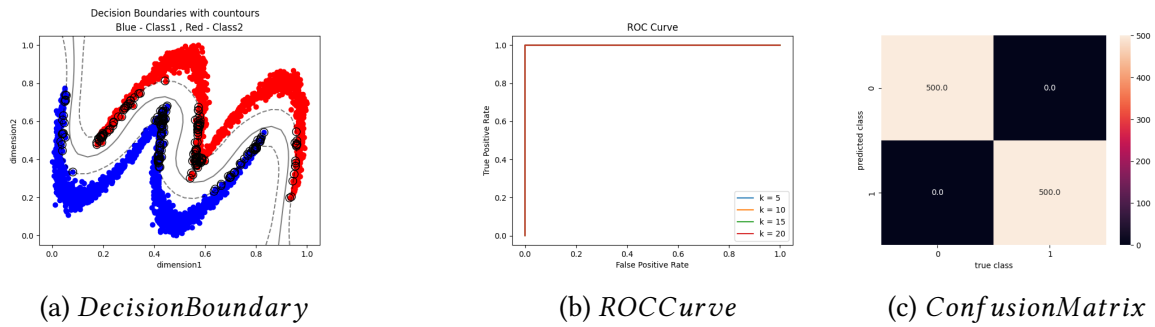 Decision Boundaries with countours
Blue - Class1 , Red - Class2
1.0
0.8
0.6
0.4
0.2
0.0
dimension2
0.0 0.2 0.4 0.6 0.8 1.0
dimension1
(a) DecisionBoundary
ROC Curve
1.0
0.8
0.6
0.4
0.2
0.0
True Positive Rate
k = 5
k = 10
k = 15
k = 20
0.0 0.2 0.4 0.6 0.8 1.0
False Positive Rate
(b) ROCCurve
500.0 0.0
0.0 500.0
0
1
predicted class
0 1
true class
500
400
300
200
100
0
(c) ConfusionMatrix